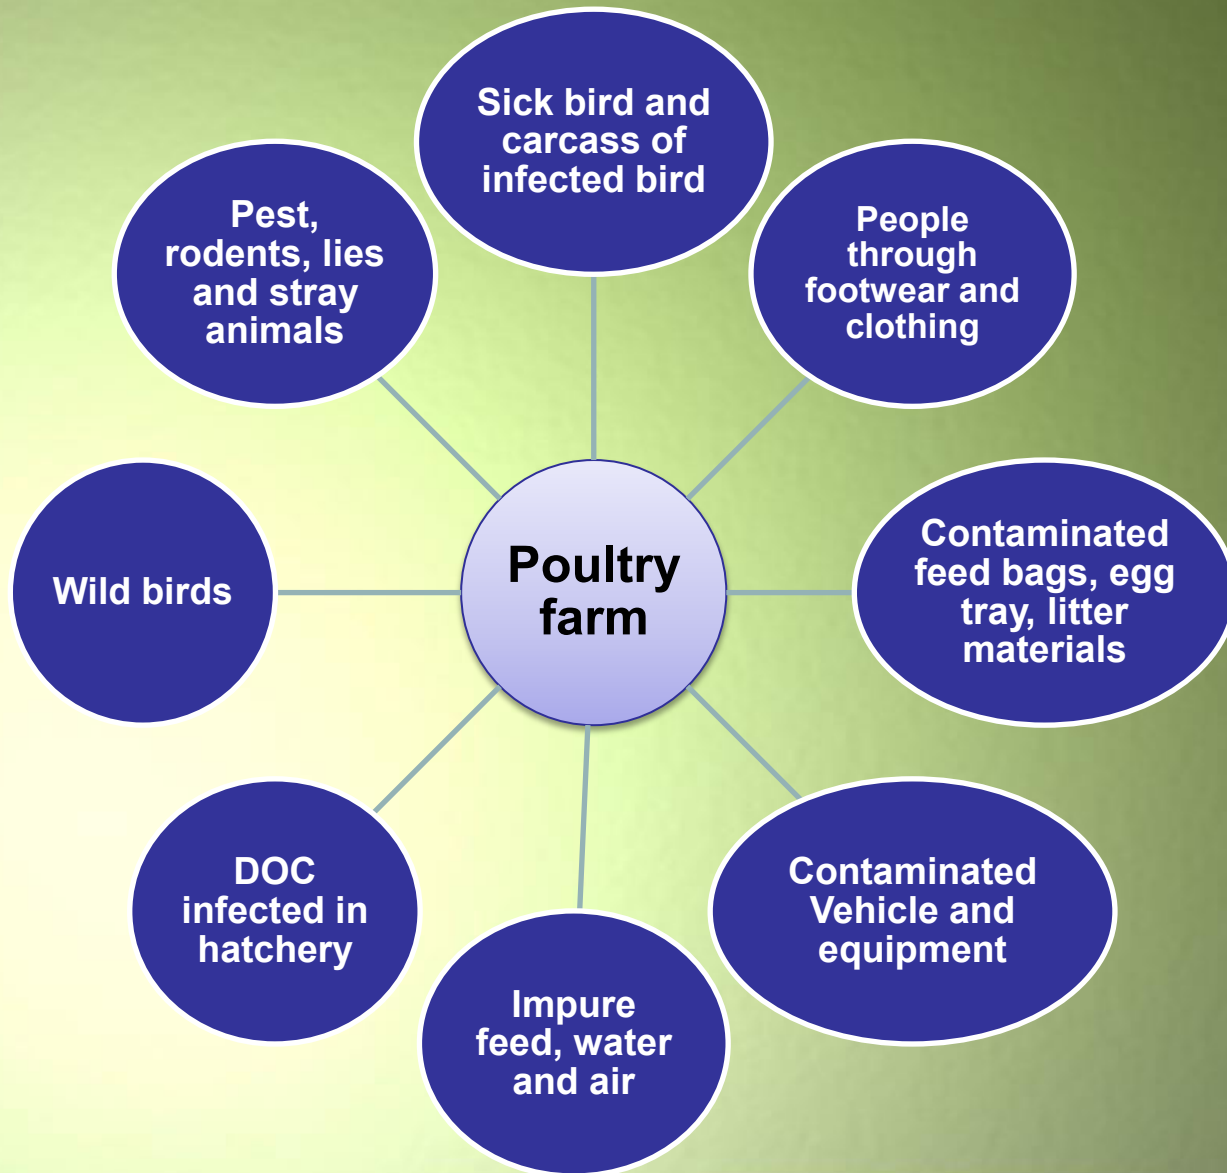 Sick bird and
carcass of
infected bird
People
through
footwear and
clothing
Contaminated
feed bags, egg
tray, litter
materials
Contaminated
Vehicle and
equipment
Impure
feed, water
and air
DOC
infected in
hatchery
Wild birds
Pest,
rodents, lies
and stray
animals
Poultry
farm